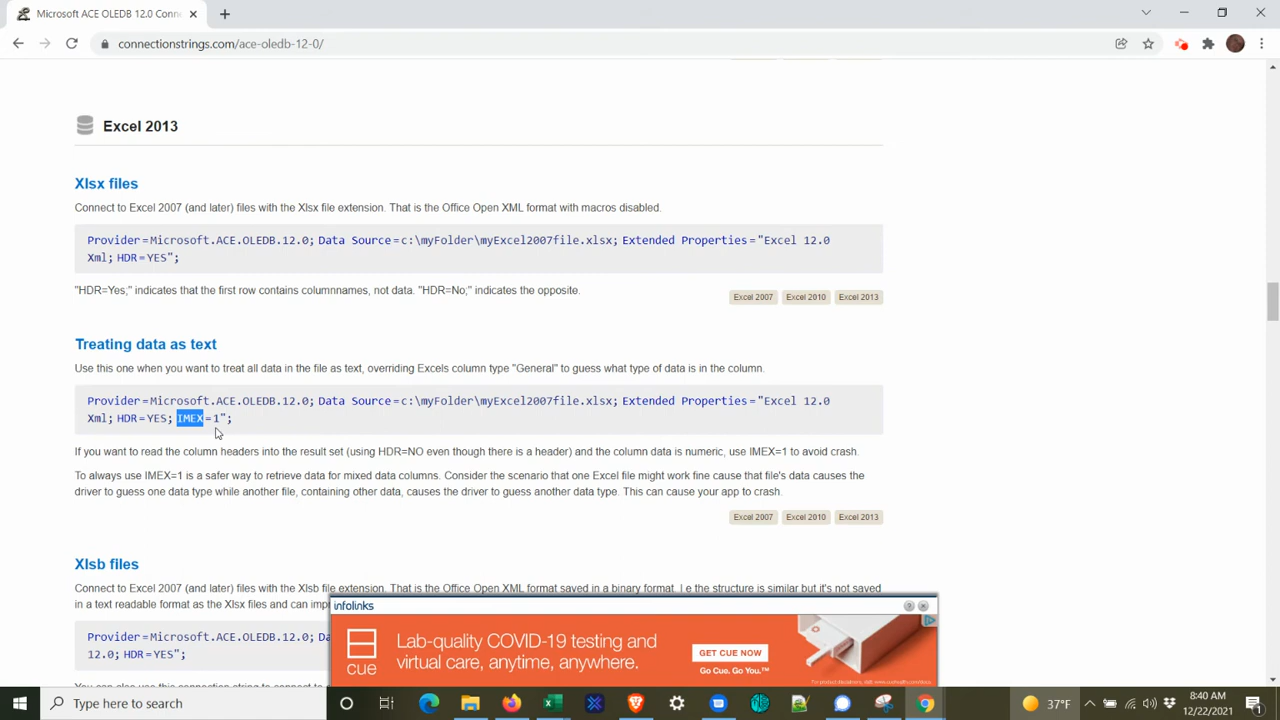 Microsoft ACE OLEDB 12.0 Conn
connectionstrings.com/ace-oledb-12-0/
Excel 2013
Xlsx files
Connect to Excel 2007 (and later) files with the Xlsx file extension. That is the Office Open XML format with macros disabled.
Provider=Microsoft.ACE.OLEDB.12.0; Data Source=c:\myFolder\myExcel2007file.xlsx; Extended Properties="Excel 12.0
Xml; HDR=YES";
"HDR=Yes;" indicates that the first row contains columnnames, not data. "HDR=No;" indicates the opposite.
Excel 2007 Excel 2010 Excel 2013
Treating data as text
Use this one when you want to treat all data in the file as text, overriding Excels column type "General" to guess what type of data is in the column.
Provider=Microsoft.ACE.OLEDB.12.0; Data Source=c:\myFolder\myExcel2007file.xlsx; Extended Properties="Excel 12.0
Xml; HDR=YES; IMEX=1";
If you want to read the column headers into the result set (using HDR=NO even though there is a header) and the column data is numeric, use IMEX=1 to avoid crash.
To always use IMEX=1 is a safer way to retrieve data for mixed data columns. Consider the scenario that one Excel file might work fine cause that file's data causes the
driver to guess one data type while another file, containing other data, causes the driver to guess another data type. This can cause your app to crash.
Excel 2007 Excel 2010 Excel 2013
Xlsb files
Connect to Excel 2007 (and later) files with the Xlsb file extension. That is the Office Open XML format saved in a binary format. I e the structure is similar but it's not saved
in a text readable format as the Xlsx files and can imp
Provider=Microsoft.ACE.OLEDB.12.0; Da
12.0; HDR=YES";
infolinks
cue
Lab-quality COVID-19 testing and
virtual care, anytime, anywhere.
GET CUE NOW
Go Cue. Go You.™
Type here to search
37°F
8:40 AM
12/22/2021
1